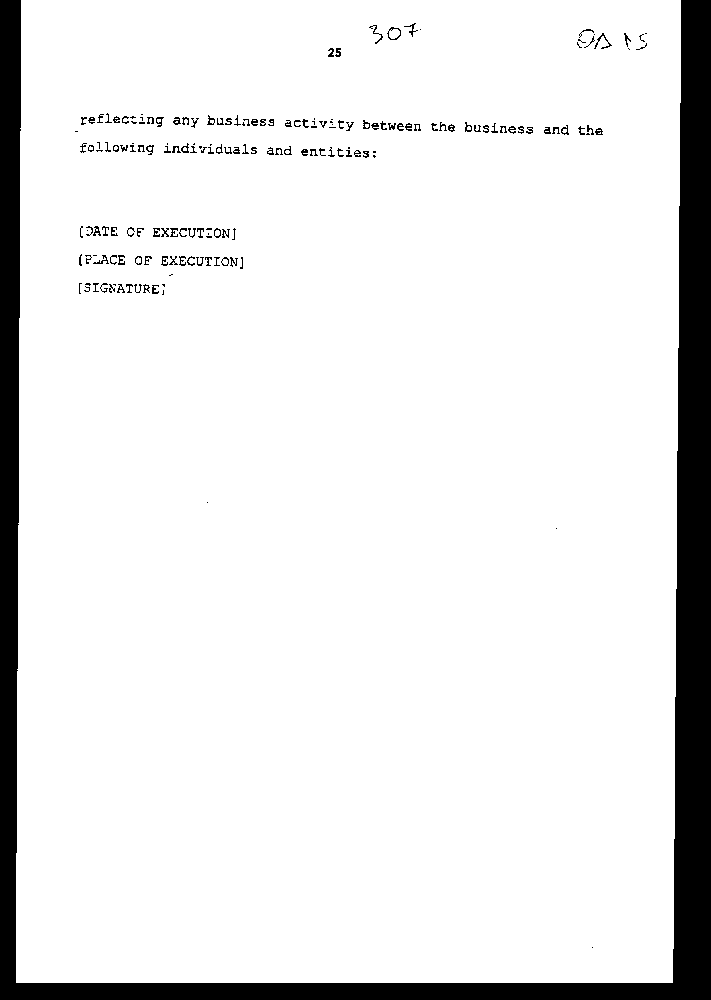 307
25
reflecting any business activity between the business and the
following individuals and entities:
[DATE OF EXECUTION]
[PLACE OF EXECUTION]
[SIGNATURE]